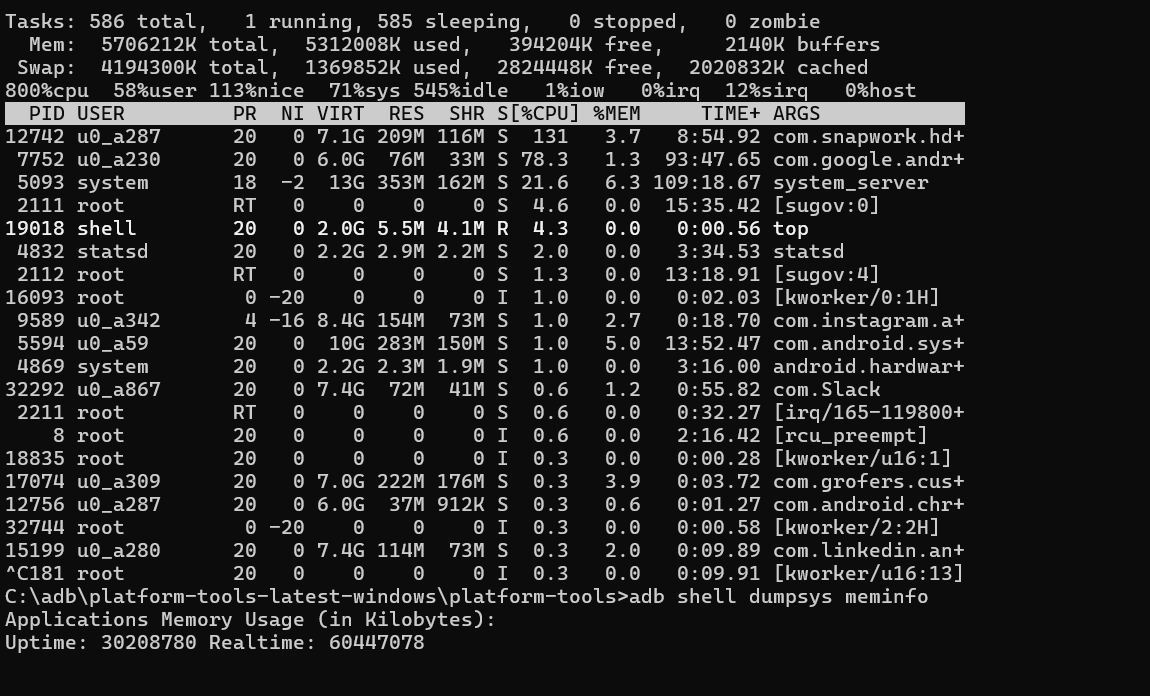 Tasks: 586 total,   1 running, 585 sleeping,   0 stopped,   0 zombie
  Mem:  5706212K total,  5312008K used,   394204K free,     2140K buffers
 Swap:  4194300K total,  1369852K used,  2824448K free,  2020832K cached
800%cpu  58%user 113%nice  71%sys 545%idle   1%iow   0%irq  12%sirq   0%host
  PID USER         PR  NI VIRT  RES  SHR S[%CPU] %MEM     TIME+ ARGS
12742 u0_a287      20   0 7.1G 209M 116M S  131   3.7   8:54.92 com.snapwork.hd+
 7752 u0_a230      20   0 6.0G  76M  33M S 78.3   1.3  93:47.65 com.google.andr+
 5093 system       18  -2  13G 353M 162M S 21.6   6.3 109:18.67 system_server
 2111 root         RT   0    0    0    0 S  4.6   0.0  15:35.42 [sugov:0]
19018 shell        20   0 2.0G 5.5M 4.1M R  4.3   0.0   0:00.56 top
 4832 statsd       20   0 2.2G 2.9M 2.2M S  2.0   0.0   3:34.53 statsd
 2112 root         RT   0    0    0    0 S  1.3   0.0  13:18.91 [sugov:4]
16093 root          0 -20    0    0    0 I  1.0   0.0   0:02.03 [kworker/0:1H]
 9589 u0_a342       4 -16 8.4G 154M  73M S  1.0   2.7   0:18.70 com.instagram.a+
 5594 u0_a59       20   0  10G 283M 150M S  1.0   5.0  13:52.47 com.android.sys+
 4869 system       20   0 2.2G 2.3M 1.9M S  1.0   0.0   3:16.00 android.hardwar+
32292 u0_a867      20   0 7.4G  72M  41M S  0.6   1.2   0:55.82 com.Slack
 2211 root         RT   0    0    0    0 S  0.6   0.0   0:32.27 [irq/165-119800+
    8 root         20   0    0    0    0 I  0.6   0.0   2:16.42 [rcu_preempt]
18835 root         20   0    0    0    0 I  0.3   0.0   0:00.28 [kworker/u16:1]
17074 u0_a309      20   0 7.0G 222M 176M S  0.3   3.9   0:03.72 com.grofers.cus+
12756 u0_a287      20   0 6.0G  37M 912K S  0.3   0.6   0:01.27 com.android.chr+
32744 root          0 -20    0    0    0 I  0.3   0.0   0:00.58 [kworker/2:2H]
15199 u0_a280      20   0 7.4G 114M  73M S  0.3   2.0   0:09.89 com.linkedin.an+
^C181 root         20   0    0    0    0 I  0.3   0.0   0:09.91 [kworker/u16:13]
C:\adb\platform-tools-latest-windows\platform-tools>adb shell dumpsys meminfo
Applications Memory Usage (in Kilobytes):
Uptime: 30208780 Realtime: 60447078